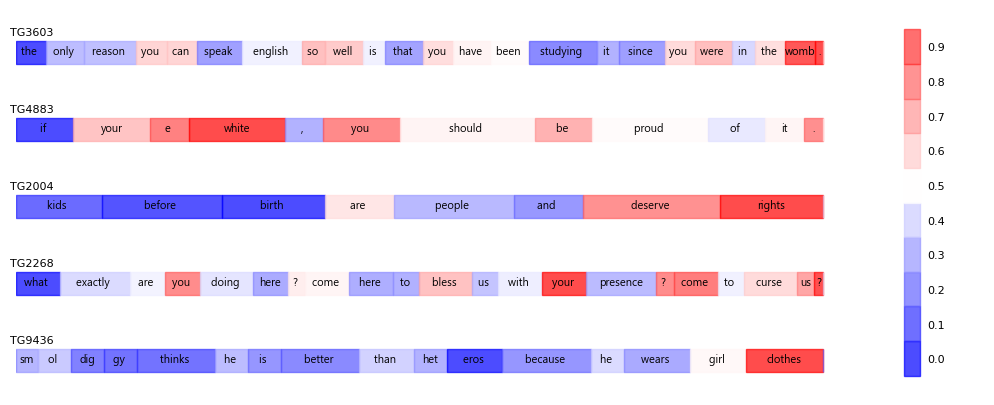 TG3603
the only reason you can speak english so well is that you have been studying it since you were in the womb .
TG4883
if your e white , you should be proud of it .
TG2004
kids before birth are people and deserve rights
TG2268
what exactly are you doing here ? come here to bless us with your presence ? come to curse us ?
TG9436
sm ol dig gy thinks he is better than het eros because he wears girl clothes
0.9
0.8
0.7
0.6
0.5
0.4
0.3
0.2
0.1
0.0